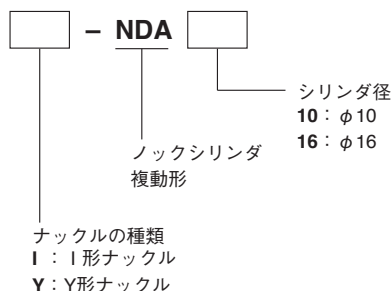 – NDA
シリンダ径
10：φ10
16：φ16
ノックシリンダ
複動形
ナックルの種類
I ：I 形ナックル
Y：Y形ナックル